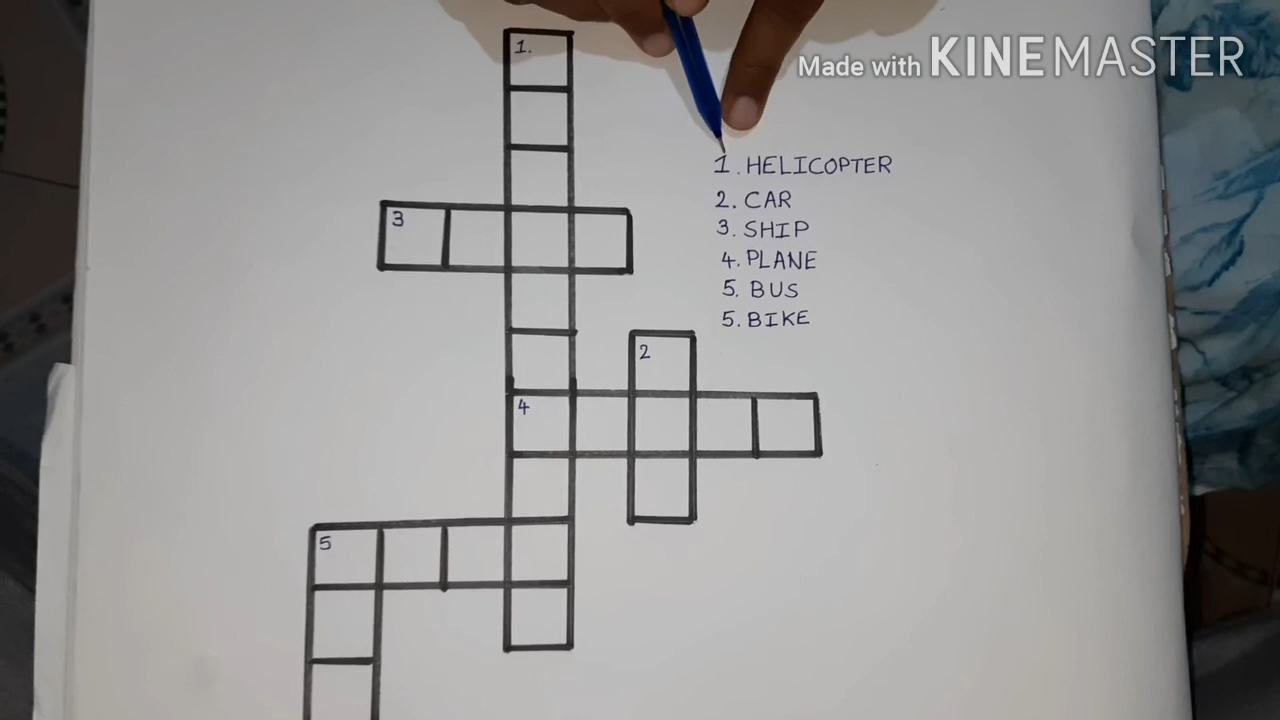 Made with KINEMASTER
1.
3
1. HELICOPTER
2. CAR
3. SHIP
4. PLANE
5. BUS
5. BIKE
2
4
5